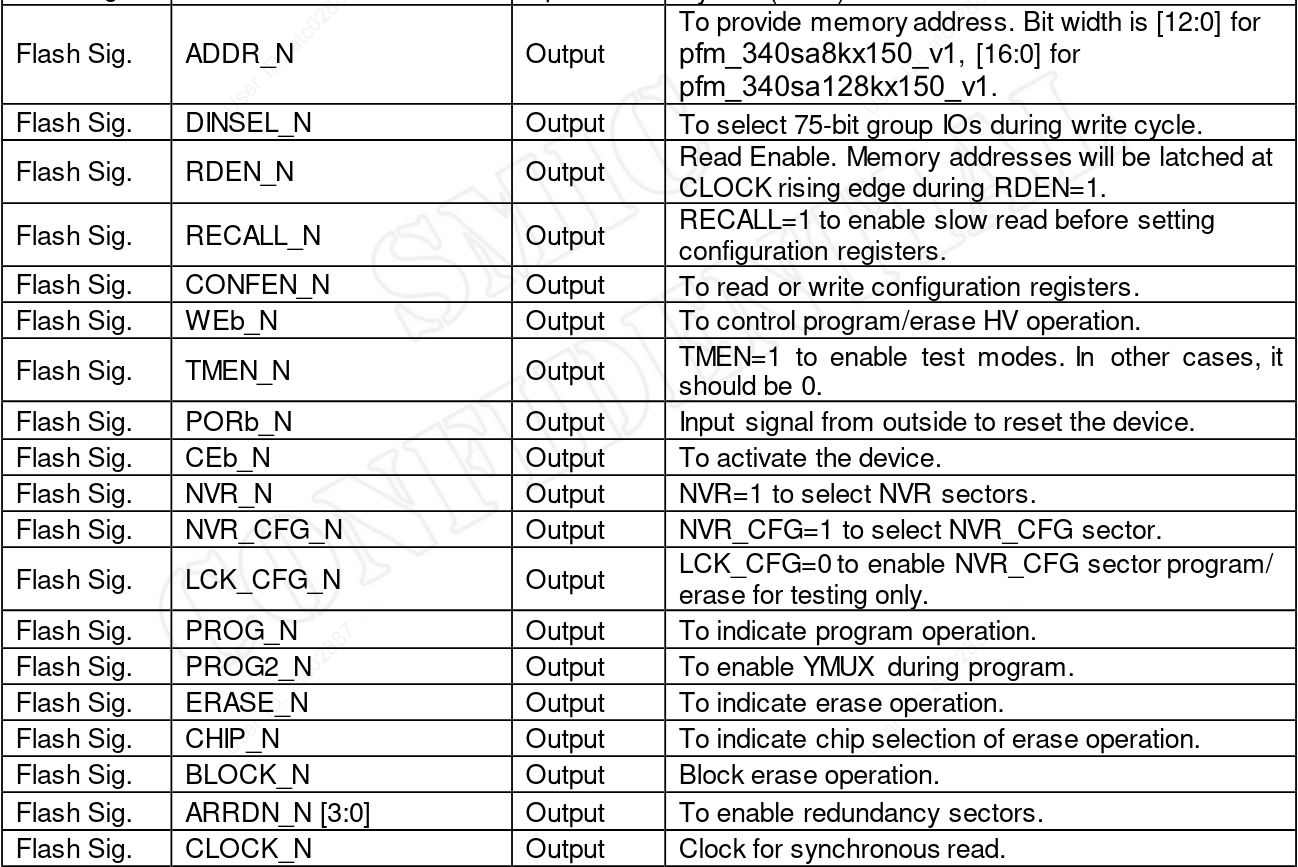 To provide memory address. Bit width is [12:0] for
Flash Sig. ADDR_N Output pfm_340sa8kx150_v1, [16:0] for
pfm_340sa128kx150_v1.
Flash Sig. DINSEL_N Output To select 75-bit group IOs during write cycle.
Read Enable. Memory addresses will be latched at
Flash Sig. RDEN_N Output
CLOCK rising edge during RDEN=1.
RECALL=1 to enable slow read before setting
Flash Sig. RECALL_N Output
configuration registers.
Flash Sig. CONFEN_N Output To read or write configuration registers.
Flash Sig. WEb_N Output To control program/erase HV operation.
TMEN=1 to enable test modes. In other cases, it
Flash Sig. TMEN_N Output
should be 0.
Flash Sig. PORb_N Output Input signal from outside to reset the device.
Flash Sig. CEb_N Output To activate the device.
Flash Sig. NVR_N Output NVR=1 to select NVR sectors.
Flash Sig. NVR_CFG_N Output NVR_CFG=1 to select NVR_CFG sector.
LCK_CFG=0 to enable NVR_CFG sector program/
Flash Sig. LCK_CFG_N Output
erase for testing only.
Flash Sig. PROG_N Output To indicate program operation.
Flash Sig. PROG2_N Output To enable YMUX during program.
Flash Sig. ERASE_N Output To indicate erase operation.
Flash Sig. CHIP_N Output To indicate chip selection of erase operation.
Flash Sig. BLOCK_N Output Block erase operation.
Flash Sig. ARRDN_N [3:0] Output To enable redundancy sectors.
Flash Sig. CLOCK_N Output Clock for synchronous read.
SMIC
CONFIDENTIAL